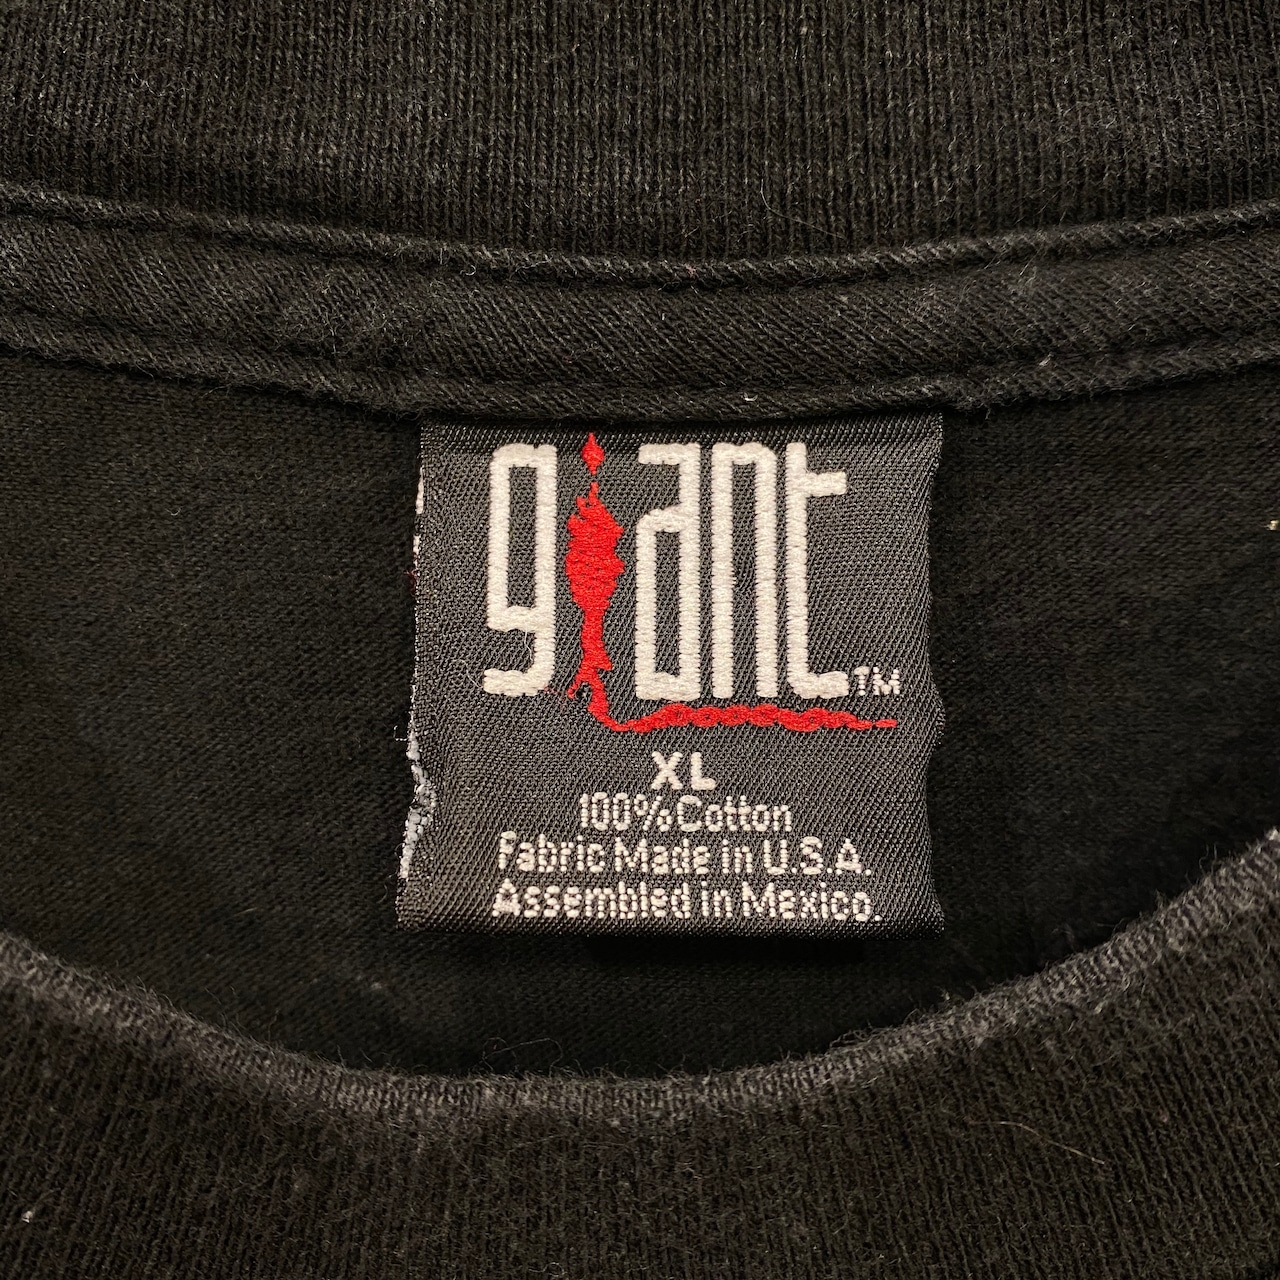 giant™
XL
100% Cotton
Fabric Made in U.S.A.
Assembled in Mexico.